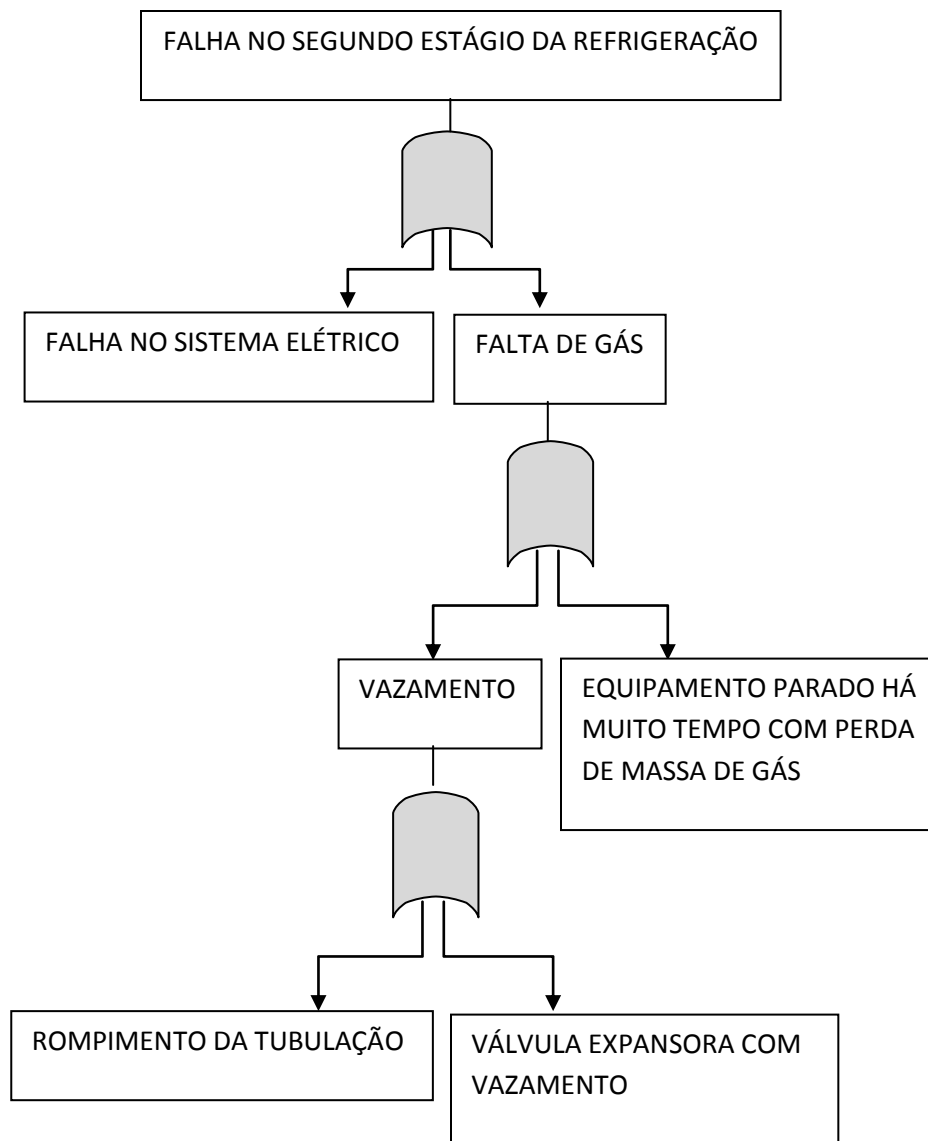 FALHA NO SEGUNDO ESTÁGIO DA REFRIGERAÇÃO
FALHA NO SISTEMA ELÉTRICO
FALTA DE GÁS
VAZAMENTO
EQUIPAMENTO PARADO HÁ
MUITO TEMPO COM PERDA
DE MASSA DE GÁS
ROMPIMENTO DA TUBULAÇÃO
VÁLVULA EXPANSORA COM
VAZAMENTO